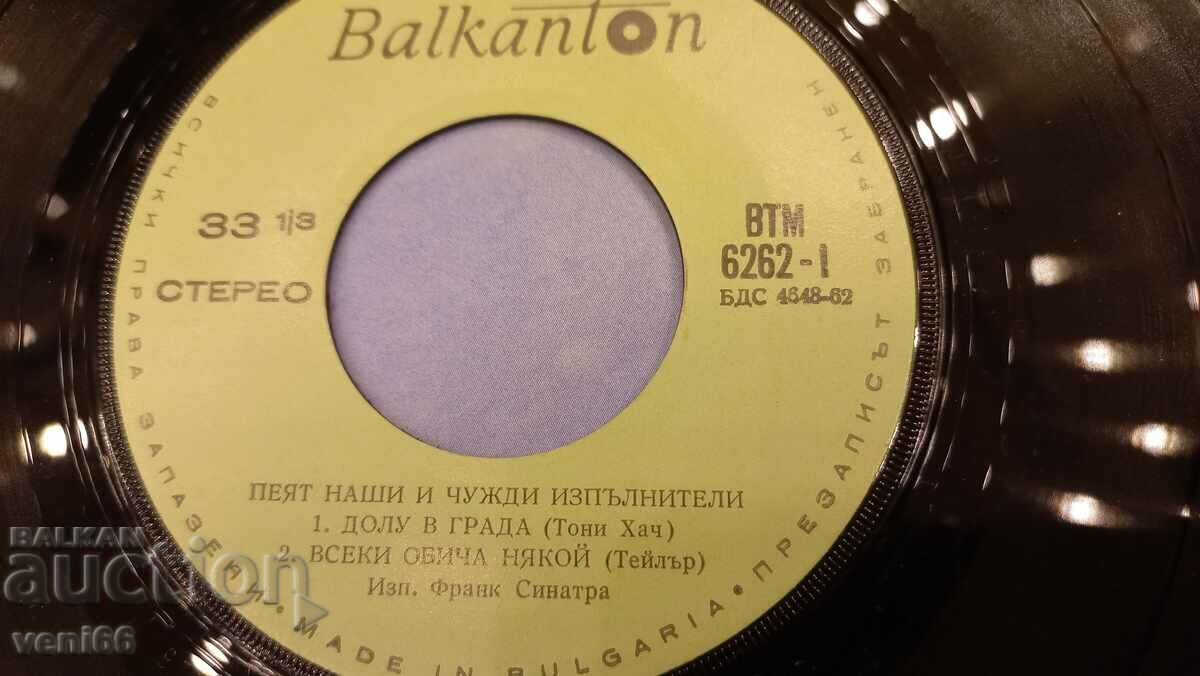 Balkanton
33 1/3
СТЕРЕО
ВТМ
6262-1
БДС 4648-62
ПЕЯТ НАШИ И ЧУЖДИ ИЗПЪЛНИТЕЛИ
1. ДОЛУ В ГРАДА (Тони Хач)
2. ВСЕКИ ОБИЧА НЯКОЙ (Тейлър)
Изп. Франк Синатра
ВСИЧКИ ПРАВА ЗАПАЗЕНИ • MADE IN BULGARIA • ПРЕЗАПИСЪТ ЗАБРАНЕН
BALKAN
auction
veni66